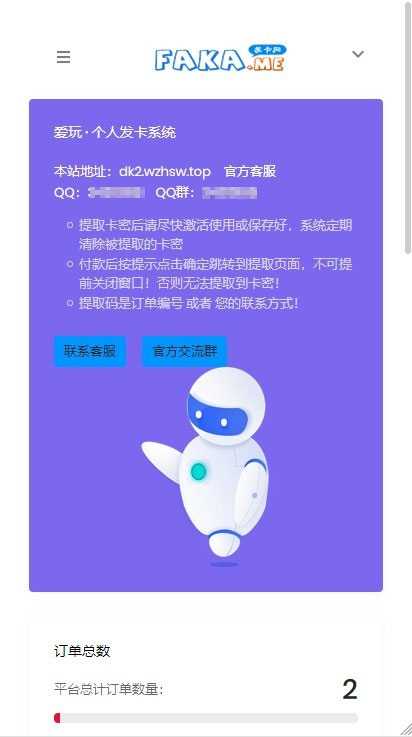 FAKA.ME
发卡网
爱玩·个人发卡系统
本站地址：dk2.wzhsw.top 官方客服
QQ： QQ群：
提取卡密后请尽快激活使用或保存好，系统定期
清除被提取的卡密
付款后按提示点击确定跳转到提取页面，不可提
前关闭窗口！否则无法提取到卡密！
提取码是订单编号 或者 您的联系方式！
联系客服 官方交流群
订单总数
平台总计订单数量： 2